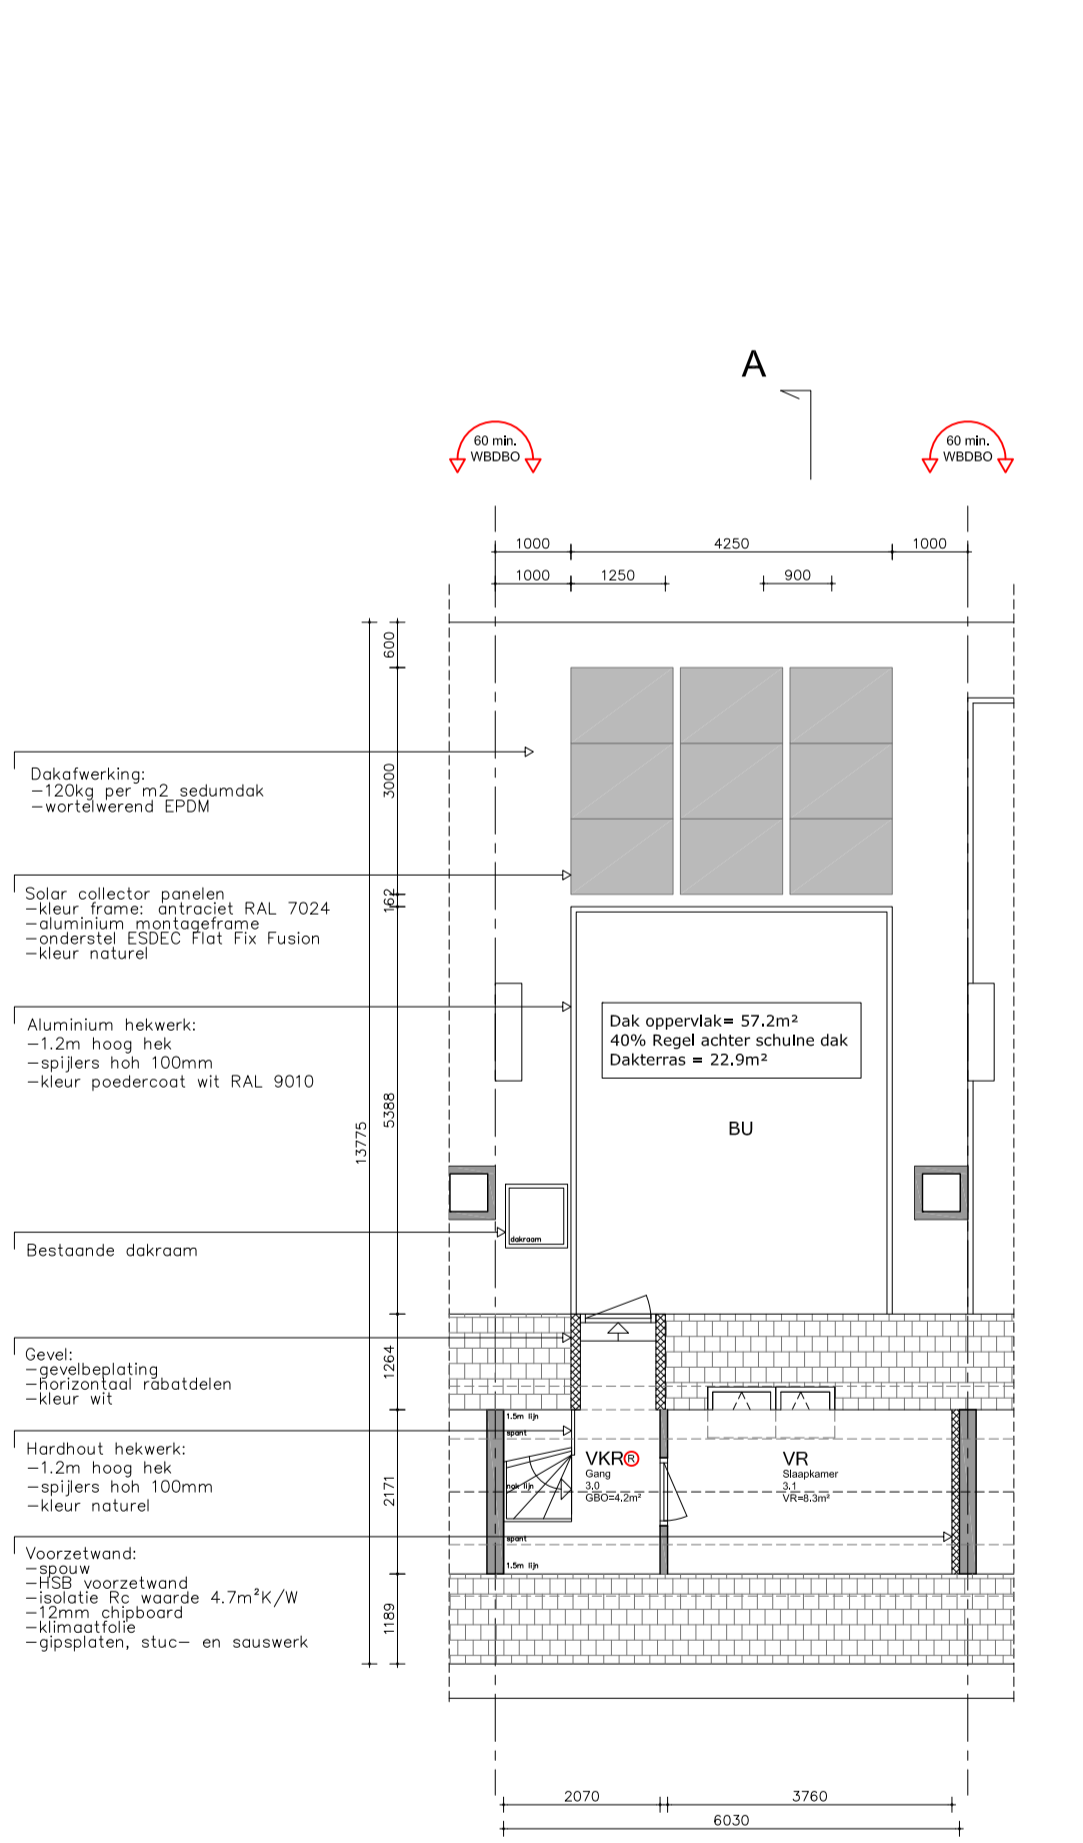 A
60 min.
WBDBO
60 min.
WBDBO
1000
4250
1000
1000
1250
900
600
3000
162
5388
13775
1264
2171
1189
Dakafwerking:
-120kg per m2 sedumdak
-wortelwerend EPDM
Solar collector panelen
-kleur frame: antraciet RAL 7024
-aluminium montageframe
-onderstel ESDEC Flat Fix Fusion
-kleur naturel
Aluminium hekwerk:
-1.2m hoog hek
-spijlers hoh 100mm
-kleur poedercoat wit RAL 9010
Dak oppervlak= 57.2m²
40% Regel achter schuine dak
Dakterras = 22.9m²
BU
dakraam
Bestaande dakraam
Gevel:
-gevelbeplating
-horizontaal rabatdelen
-kleur wit
Hardhout hekwerk:
-1.2m hoog hek
-spijlers hoh 100mm
-kleur naturel
1.5m lijn
spant
nok lijn
spant
1.5m lijn
VKR R
Gang
3.0
GBO=4.2m²
VR
Slaapkamer
3.1
VR=8.3m²
Voorzetwand:
-spouw
-HSB voorzetwand
-isolatie Rc waarde 4.7m²K/W
-12mm chipboard
-klimaatfolie
-gipsplaten, stuc- en sauswerk
2070
3760
6030